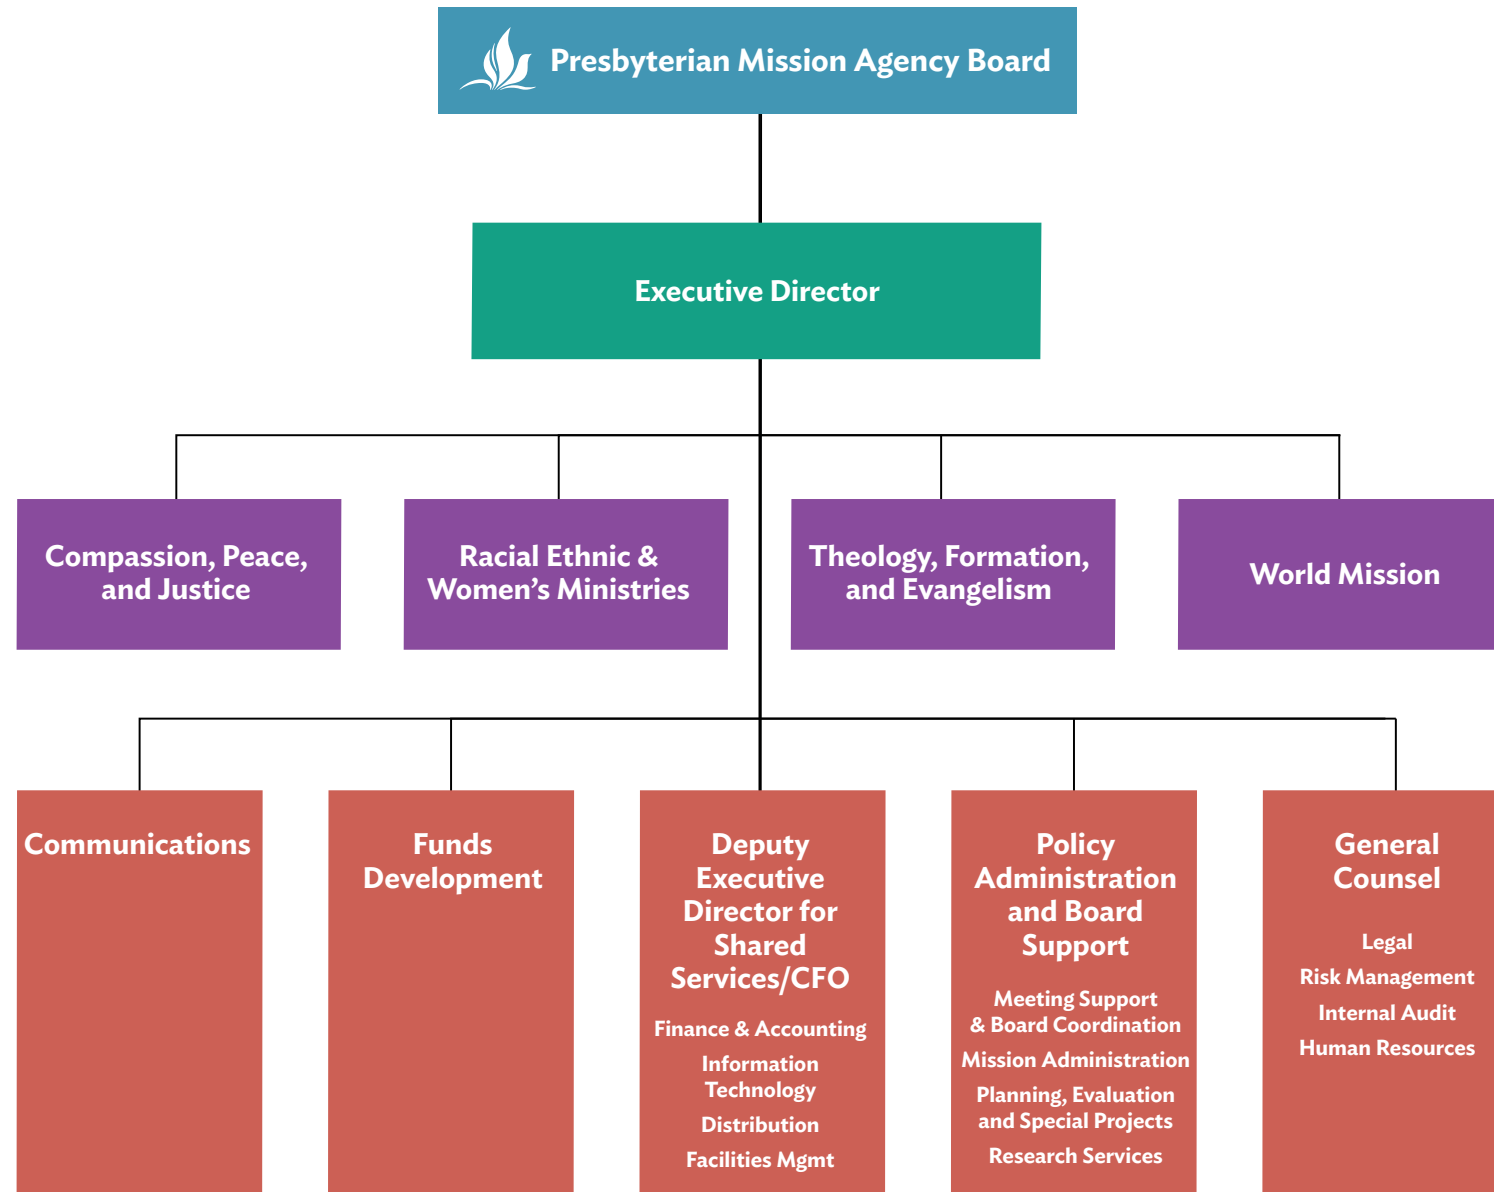 Presbyterian Mission Agency Board
Executive Director
Compassion, Peace,
and Justice
Racial Ethnic &
Women’s Ministries
Theology, Formation,
and Evangelism
World Mission
Communications
Funds
Development
Deputy
Executive
Director for
Shared
Services/CFO
Finance & Accounting
Information
Technology
Distribution
Facilities Mgmt
Policy
Administration
and Board
Support
Meeting Support
& Board Coordination
Mission Administration
Planning, Evaluation
and Special Projects
Research Services
General
Counsel
Legal
Risk Management
Internal Audit
Human Resources